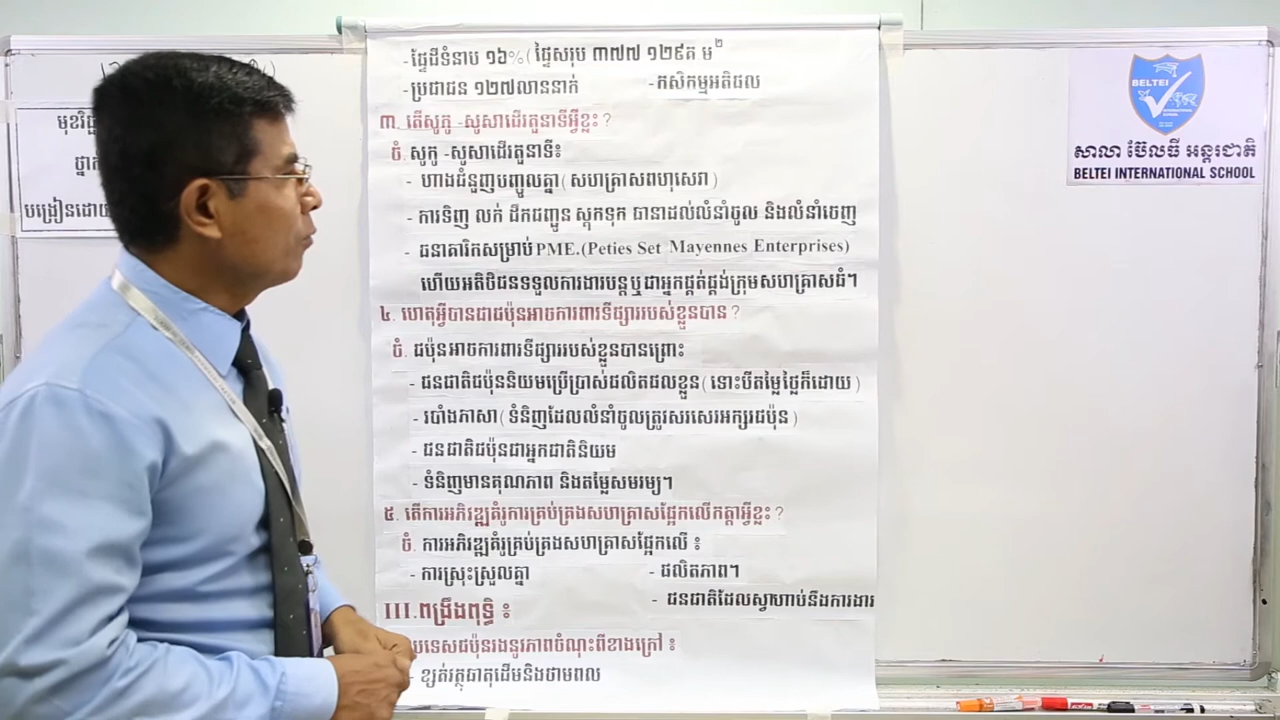 -ផ្ទៃដីទំនាប ១៦%(ផ្ទៃសរុប ៣៧៧ ១២៩គ ម²
-ប្រជាជន ១២៧លាននាក់ -កសិកម្មអតិផល
៣. តើសូកូ -សូសាដើរតួនាទីអ្វីខ្លះ?
ចំ. សូកូ -សូសាដើរតួនាទី៖
- ហាងជំនួញបញ្ចូលគ្នា(សហគ្រាសពហុសេវា)
- ការទិញ លក់ ដឹកជញ្ជូន ស្តុកទុក ធានាដល់លំនាំចូល និងលំនាំចេញ
- ធនាគារិកសម្រាប់PME.(Peties Set Mayennes Enterprises)
ហើយអតិថិជនទទួលការងារបន្តឬជាអ្នកផ្គត់ផ្គង់ក្រុមសហគ្រាសធំ។
៤. ហេតុអ្វីបានជាជប៉ុនអាចការពារទីផ្សាររបស់ខ្លួនបាន?
ចំ. ជប៉ុនអាចការពារទីផ្សាររបស់ខ្លួនបានព្រោះ
- ជនជាតិជប៉ុននិយមប្រើប្រាស់ផលិតផលខ្លួន(ទោះបីតម្លៃថ្លៃក៏ដោយ)
- របាំងភាសា(ទំនិញដែលលំនាំចូលត្រូវសរសេរអក្សរជប៉ុន)
- ជនជាតិជប៉ុនជាអ្នកជាតិនិយម
- ទំនិញមានគុណភាព និងតម្លៃសមរម្យ។
៥. តើការអភិវឌ្ឍគំរូការគ្រប់គ្រងសហគ្រាសផ្អែកលើកត្តាអ្វីខ្លះ?
ចំ. ការអភិវឌ្ឍគំរូគ្រប់គ្រងសហគ្រាសផ្អែកលើ ៖
- ការស្រុះស្រួលគ្នា - ផលិតភាព។
- ជនជាតិដែលស្វាហាប់នឹងការងារ
III.ពង្រឹងពុទ្ធិ ៖
ប្រទេសជប៉ុនរងនូវភាពចំណុះពីខាងក្រៅ ៖
- ខ្សត់វត្ថុធាតុដើមនិងថាមពល
មុខវិជ្ជា
ថ្នាក់
បង្រៀនដោយ
BELTEI
INTERNATIONAL SCHOOL
សាលា ប៊ែលធី អន្តរជាតិ
BELTEI INTERNATIONAL SCHOOL